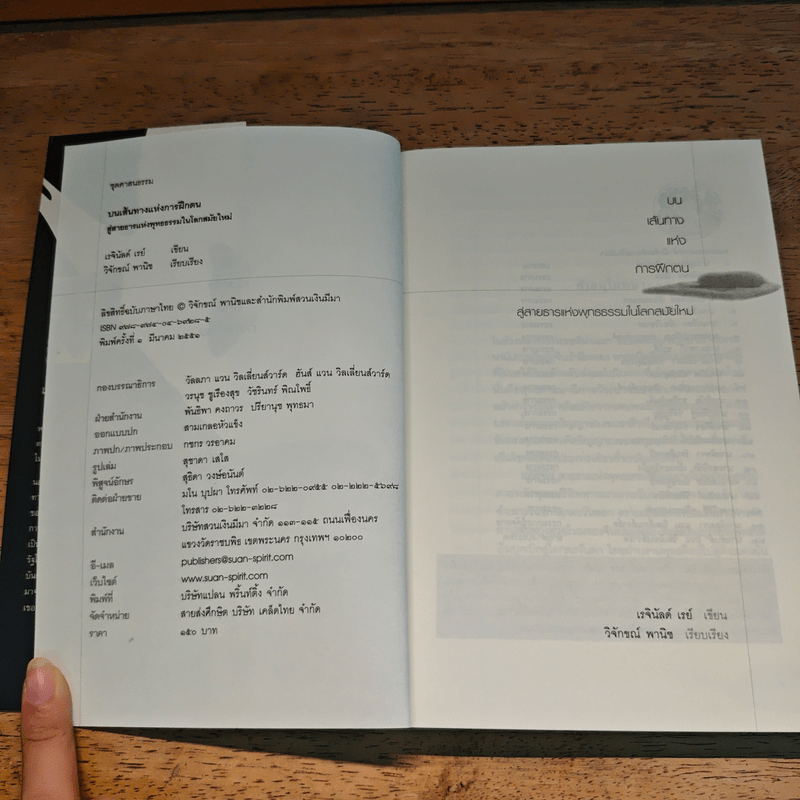 ชุดศาสนธรรม
บนเส้นทางแห่งการฝึกตน
สู่สายธารแห่งพุทธธรรมในโลกสมัยใหม่
เรจินัลด์ เรย์ เขียน
วิจักขณ์ พานิช เรียบเรียง
ลิขสิทธิ์ฉบับภาษาไทย © วิจักขณ์ พานิชและสำนักพิมพ์สวนเงินมีมา
ISBN ๙๗๘-๙๗๔-๐๔-๖๙๒๘-๕
พิมพ์ครั้งที่ ๑ มีนาคม ๒๕๕๑
กองบรรณาธิการ วัลลภา แวน วิลเลี่ยนส์วาร์ด ฮันส์ แวน วิลเลี่ยนส์วาร์ด
วรนุช ชูเรืองสุข วัชรินทร์ พิณโพธิ์
ฝ่ายสำนักงาน พันธิพา คงถาวร ปรียานุช พุทธมา
ออกแบบปก สามเกลอหัวแข็ง
ภาพปก/ภาพประกอบ กชกร วรอาคม
รูปเล่ม สุชาดา เสโส
พิสูจน์อักษร สุธิดา วงษ์อนันต์
ติดต่อฝ่ายขาย มโน บุปผา โทรศัพท์ ๐๒-๖๒๒-๐๙๕๕ ๐๒-๒๒๒-๕๖๙๘
โทรสาร ๐๒-๖๒๒-๓๒๒๘
สำนักงาน บริษัทสวนเงินมีมา จำกัด ๑๑๓-๑๑๕ ถนนเฟื่องนคร
แขวงวัดราชบพิธ เขตพระนคร กรุงเทพฯ ๑๐๒๐๐
อี-เมล publishers@suan-spirit.com
เว็บไซต์ www.suan-spirit.com
พิมพ์ที่ บริษัทแปลน พริ้นท์ติ้ง จำกัด
จัดจำหน่าย สายส่งศึกษิต บริษัท เคล็ดไทย จำกัด
ราคา ๑๕๐ บาท
บน
เส้นทาง
แห่ง
การฝึกตน
สู่สายธารแห่งพุทธธรรมในโลกสมัยใหม่
เรจินัลด์ เรย์ เขียน
วิจักขณ์ พานิช เรียบเรียง